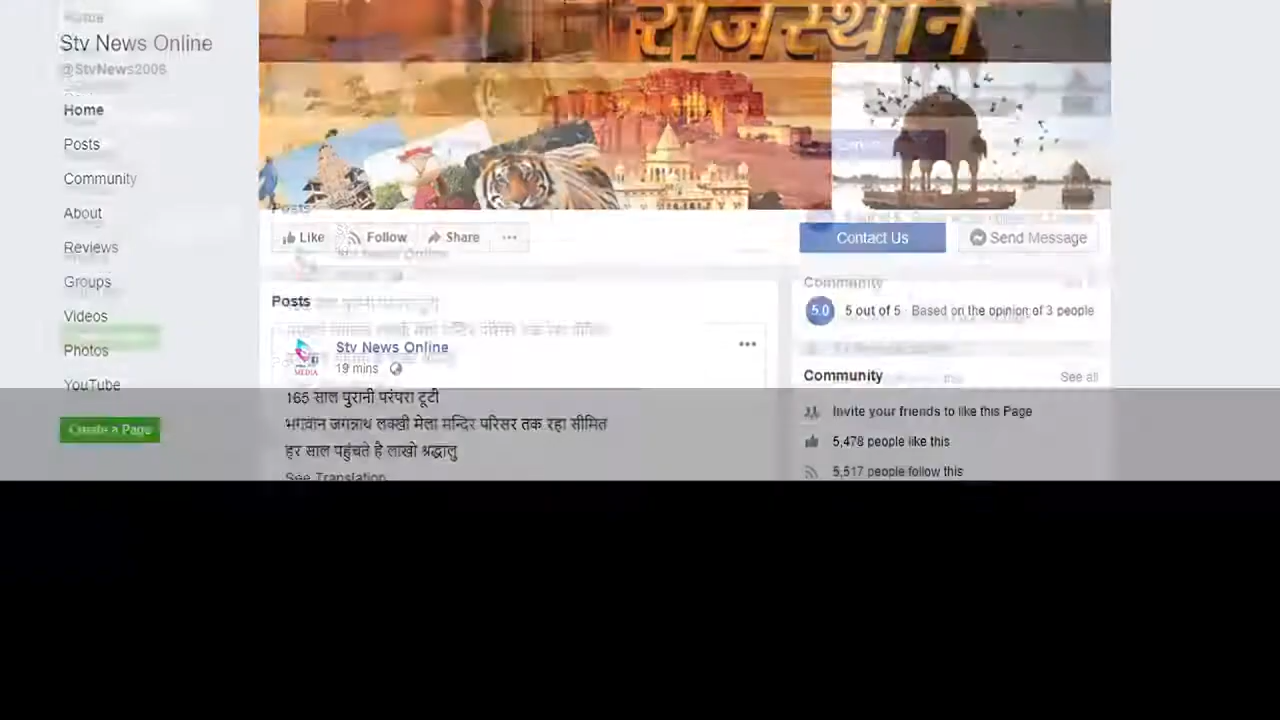 राजस्थान
Stv News Online
@StvNews2006
Home
Posts
Community
About
Reviews
Groups
Videos
Photos
YouTube
Create a Page
Like
Follow
Share
Contact Us
Send Message
Posts
Stv News Online
19 mins
MEDIA
165 साल पुरानी परंपरा टूटी
भगवान जगन्नाथ लक्खी मेला मन्दिर परिसर तक रहा सीमित
हर साल पहुंचते है लाखो श्रद्धालु
See Translation
Community
5.0
5 out of 5 · Based on the opinion of 3 people
Community
See all
Invite your friends to like this Page
5,478 people like this
5,517 people follow this